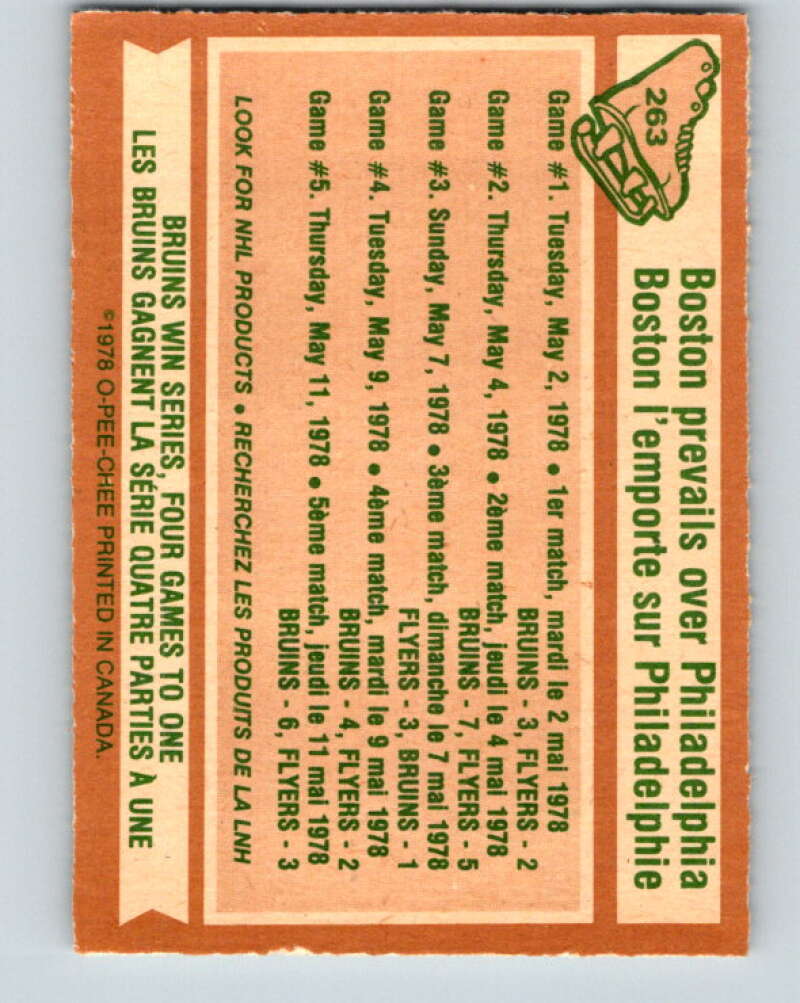 263
Boston prevails over Philadelphia
Boston l'emporte sur Philadelphie
Game #1. Tuesday, May 2, 1978 • 1er match, mardi le 2 mai 1978
BRUINS - 3, FLYERS - 2
Game #2. Thursday, May 4, 1978 • 2ème match, jeudi le 4 mai 1978
BRUINS - 7, FLYERS - 5
Game #3. Sunday, May 7, 1978 • 3ème match, dimanche le 7 mai 1978
FLYERS - 3, BRUINS - 1
Game #4. Tuesday, May 9, 1978 • 4ème match, mardi le 9 mai 1978
BRUINS - 4, FLYERS - 2
Game #5. Thursday, May 11, 1978 • 5ème match, jeudi le 11 mai 1978
BRUINS - 6, FLYERS - 3
LOOK FOR NHL PRODUCTS • RECHERCHEZ LES PRODUITS DE LA LNH
BRUINS WIN SERIES, FOUR GAMES TO ONE
LES BRUINS GAGNENT LA SÉRIE QUATRE PARTIES À UNE
©1978 O-PEE-CHEE PRINTED IN CANADA.